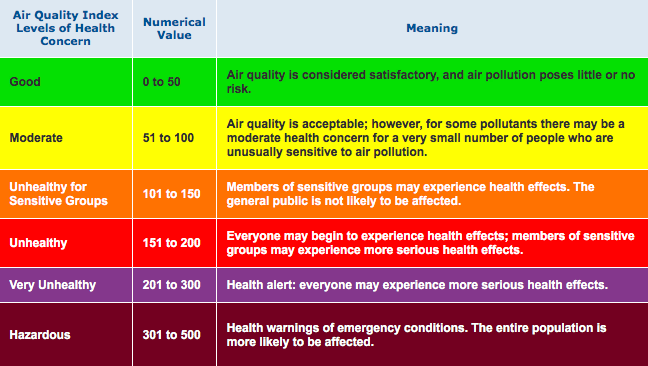 Air Quality Index
Levels of Health
Concern
Numerical
Value
Meaning
Good
0 to 50
Air quality is considered satisfactory, and air pollution poses little or no
risk.
Moderate
51 to 100
Air quality is acceptable; however, for some pollutants there may be a
moderate health concern for a very small number of people who are
unusually sensitive to air pollution.
Unhealthy for
Sensitive Groups
101 to 150
Members of sensitive groups may experience health effects. The
general public is not likely to be affected.
Unhealthy
151 to 200
Everyone may begin to experience health effects; members of sensitive
groups may experience more serious health effects.
Very Unhealthy
201 to 300
Health alert: everyone may experience more serious health effects.
Hazardous
301 to 500
Health warnings of emergency conditions. The entire population is
more likely to be affected.